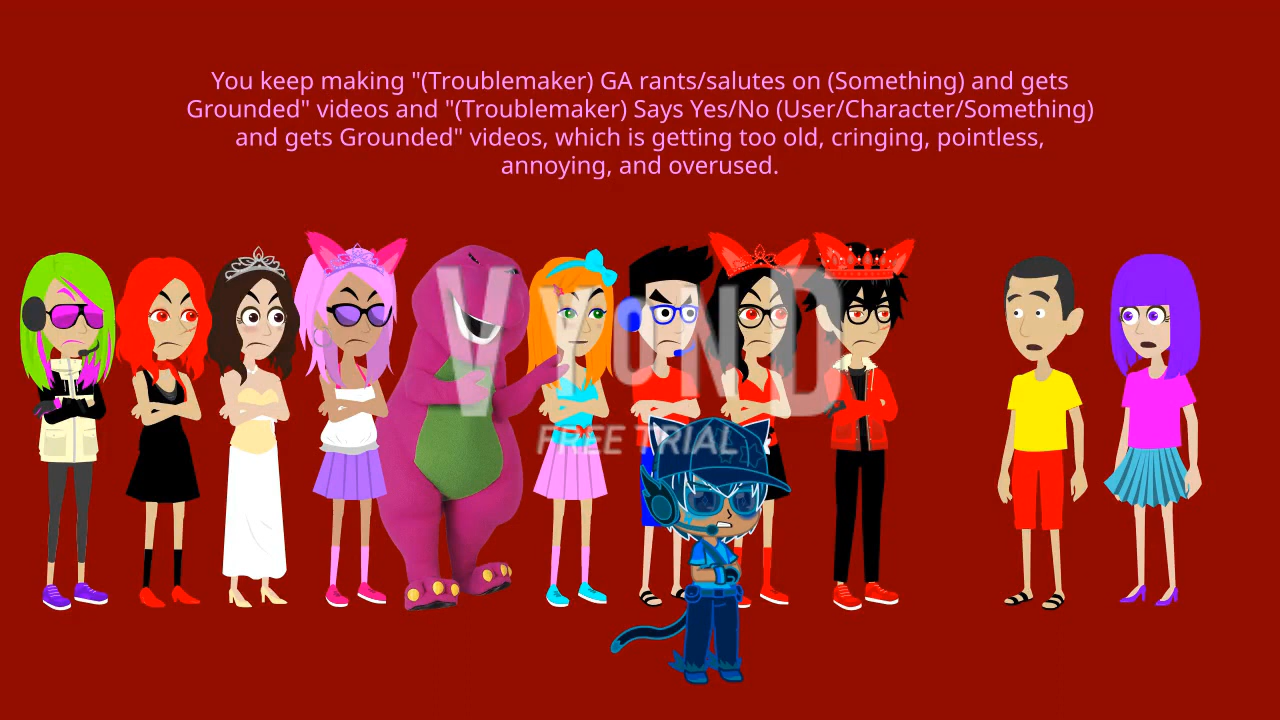 You keep making "(Troublemaker) GA rants/salutes on (Something) and gets
Grounded" videos and "(Troublemaker) Says Yes/No (User/Character/Something)
and gets Grounded" videos, which is getting too old, cringing, pointless,
annoying, and overused.
VYOND
FREE TRIAL